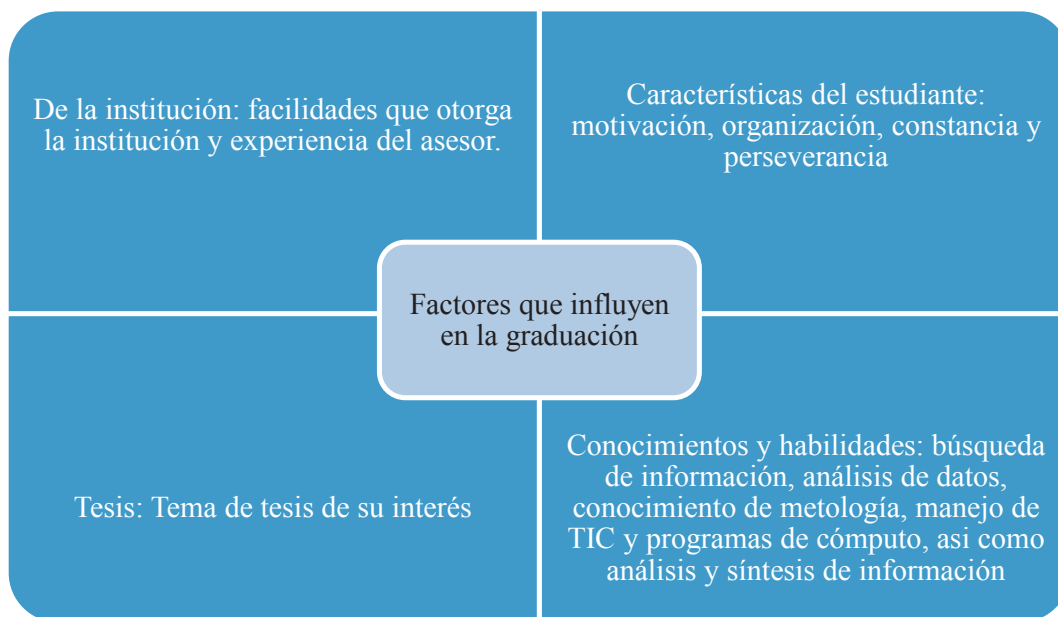 De la institución: facilidades que otorga
la institución y experiencia del asesor.
Características del estudiante:
motivación, organización, constancia y
perseverancia
Factores que influyen
en la graduación
Tesis: Tema de tesis de su interés
Conocimientos y habilidades: búsqueda
de información, análisis de datos,
conocimiento de metología, manejo de
TIC y programas de cómputo, asi como
análisis y síntesis de información